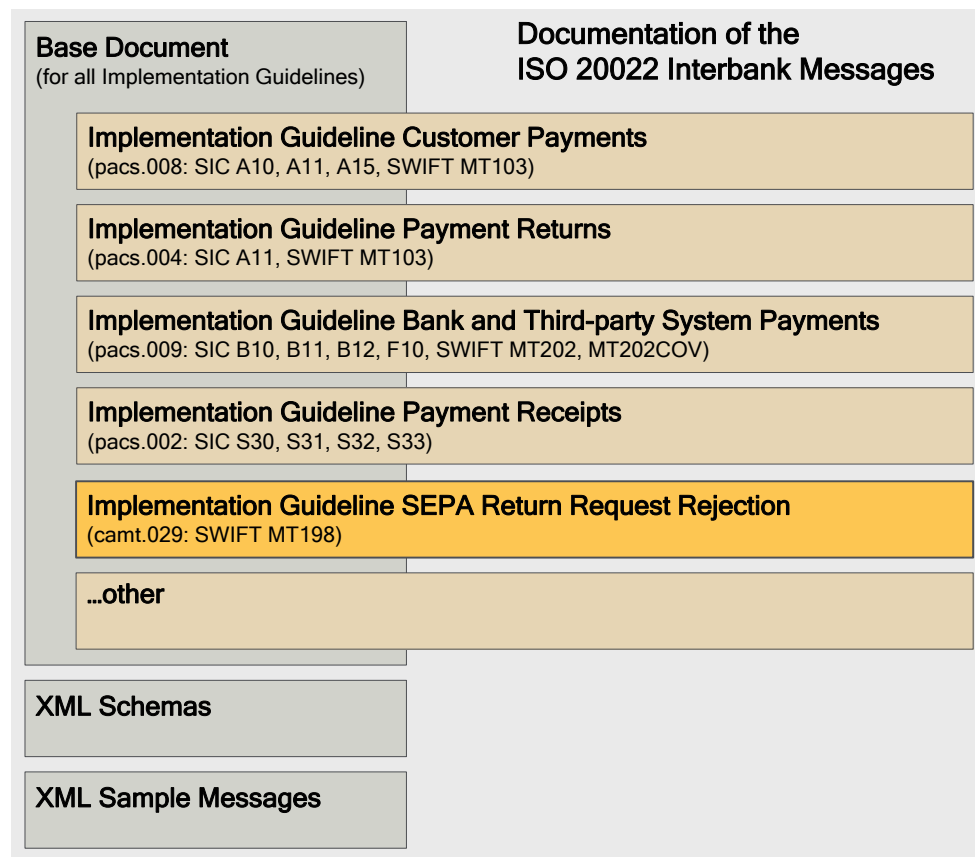 Base Document
(for all Implementation Guidelines)
Documentation of the
ISO 20022 Interbank Messages
Implementation Guideline Customer Payments
(pacs.008: SIC A10, A11, A15, SWIFT MT103)
Implementation Guideline Payment Returns
(pacs.004: SIC A11, SWIFT MT103)
Implementation Guideline Bank and Third-party System Payments
(pacs.009: SIC B10, B11, B12, F10, SWIFT MT202, MT202COV)
Implementation Guideline Payment Receipts
(pacs.002: SIC S30, S31, S32, S33)
Implementation Guideline SEPA Return Request Rejection
(camt.029: SWIFT MT198)
...other
XML Schemas
XML Sample Messages